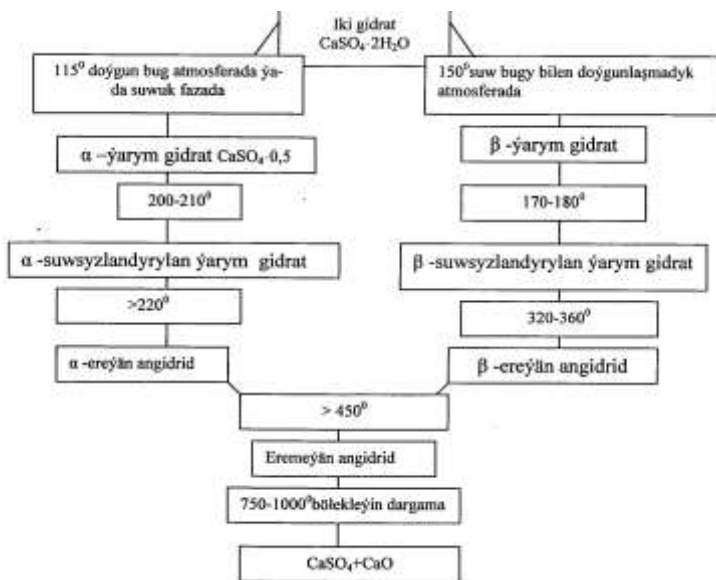 Iki gidrat
CaSO₄·2H₂O
115⁰ doýgun bug atmosferada ýa-
da suwuk fazada
150⁰suw bugy bilen doýgunlaşmadyk
atmosferada
α –ýarym gidrat CaSO₄·0,5
β -ýarym gidrat
200-210⁰
170-180⁰
α -suwsyzlandyrylan ýarym gidrat
β -suwsyzlandyrylan ýarym gidrat
>220⁰
320-360⁰
α -ereýän angidrid
β -ereýän angidrid
> 450⁰
Eremeýän angidrid
750-1000⁰bölekleýin dargama
CaSO₄+CaO